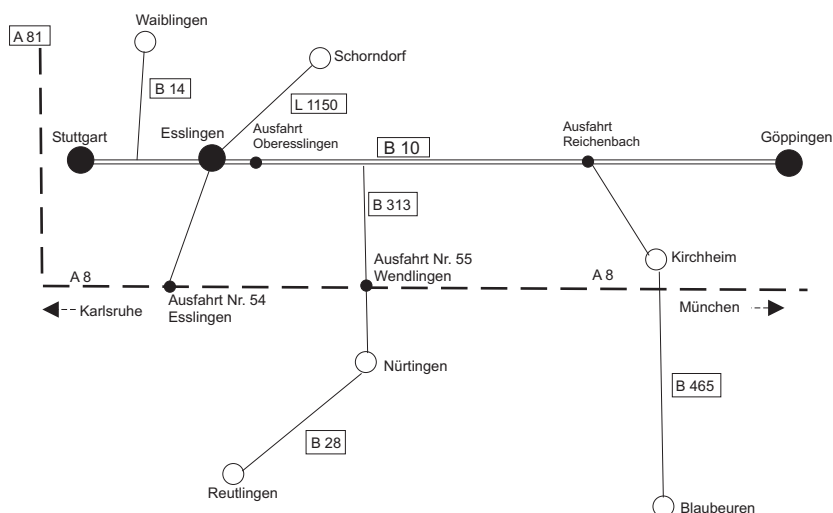 Waiblingen
A 81
Schorndorf
B 14
L 1150
Stuttgart
Esslingen
Ausfahrt
Oberesslingen
B 10
Ausfahrt
Reichenbach
Göppingen
B 313
Ausfahrt Nr. 55
Wendlingen
Kirchheim
A 8
A 8
Karlsruhe
Ausfahrt Nr. 54
Esslingen
München
Nürtingen
B 465
B 28
Reutlingen
Blaubeuren